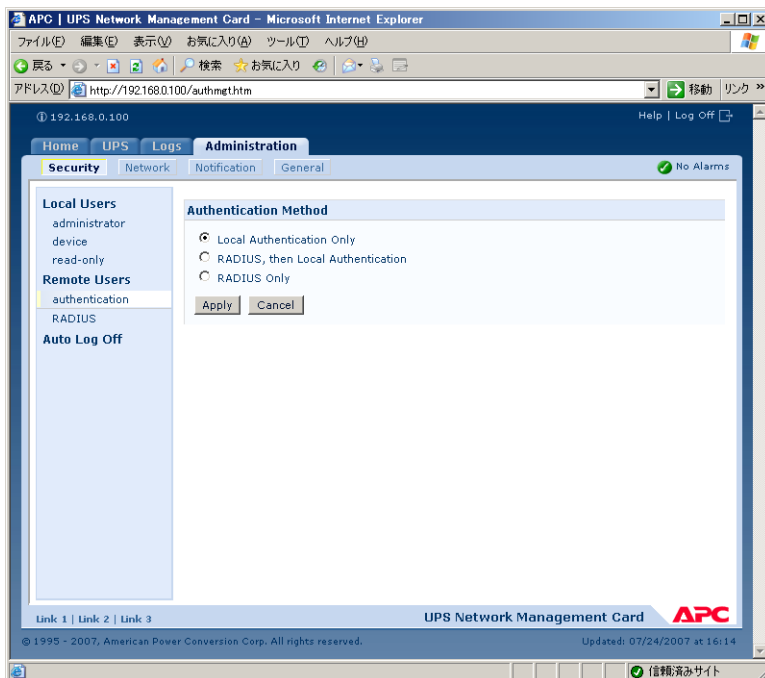 APC | UPS Network Management Card - Microsoft Internet Explorer
ファイル(F) 編集(E) 表示(V) お気に入り(A) ツール(T) ヘルプ(H)
戻る 検索 お気に入り
アドレス(D) http://192.168.0.100/authmgt.htm 移動 リンク »
192.168.0.100 Help | Log Off
Home UPS Logs Administration
Security Network Notification General No Alarms
Local Users
administrator
device
read-only
Remote Users
authentication
RADIUS
Auto Log Off
Authentication Method
Local Authentication Only
RADIUS, then Local Authentication
RADIUS Only
Apply Cancel
Link 1 | Link 2 | Link 3 UPS Network Management Card APC
© 1995 - 2007, American Power Conversion Corp. All rights reserved. Updated: 07/24/2007 at 16:14
信頼済みサイト